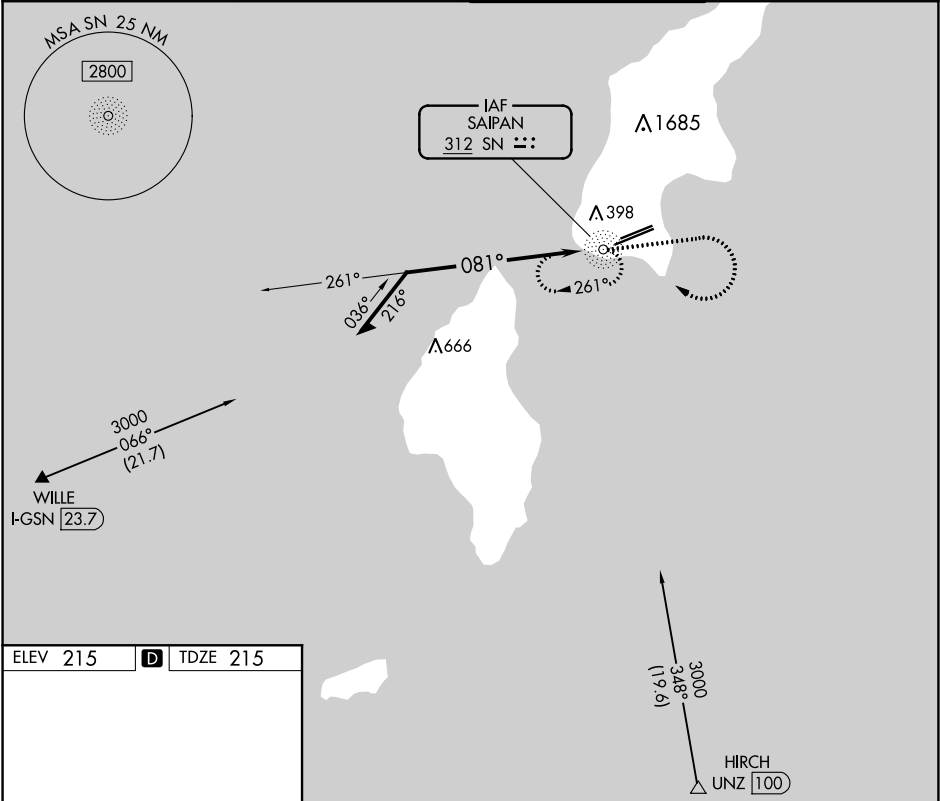 MSA SN 25 NM
2800
IAF
SAIPAN
312 SN
1685
398
261°
081°
261°
036°
216°
666
3000
066°
(21.7)
WILLE
I-GSN 23.7
3000
348°
(19.6)
HIRCH
UNZ 100
ELEV 215 D TDZE 215